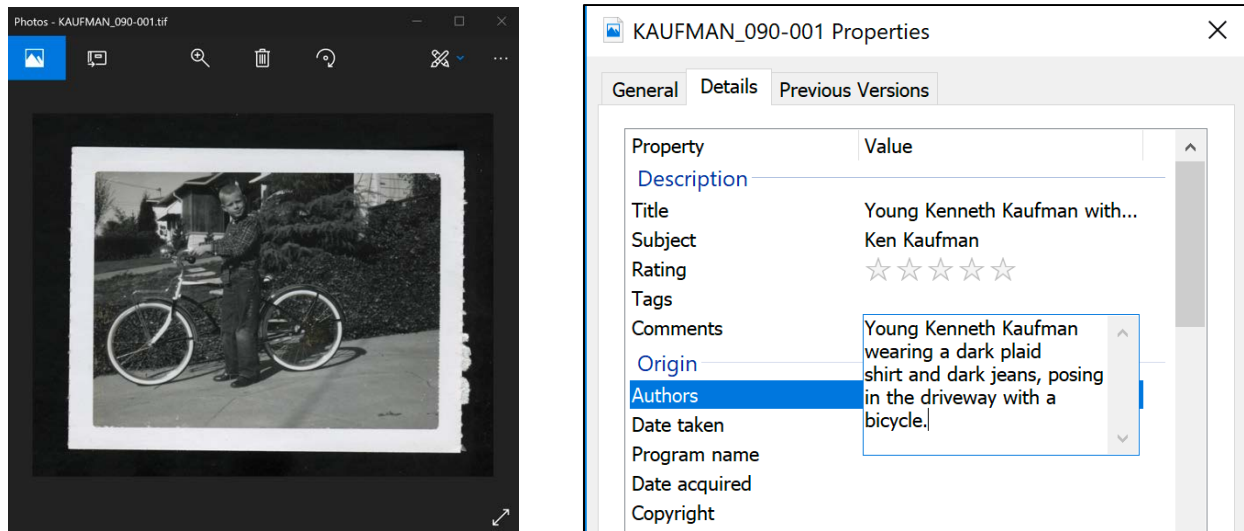 Photos - KAUFMAN_090-001.tif
KAUFMAN_090-001 Properties
General Details Previous Versions
Property Value
Description
Title Young Kenneth Kaufman with...
Subject Ken Kaufman
Rating
Tags
Comments Young Kenneth Kaufman
wearing a dark plaid
shirt and dark jeans, posing
in the driveway with a
bicycle.
Origin
Authors
Date taken
Program name
Date acquired
Copyright